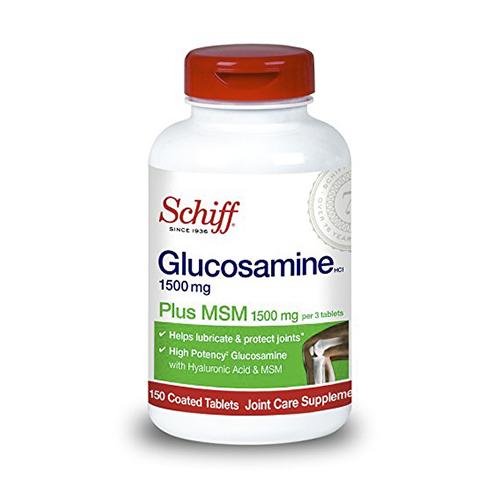 Schiff®
SINCE 1936
Glucosamine HCl
1500 mg
Plus MSM 1500 mg per 3 tablets
✓ Helps lubricate & protect joints*
✓ High Potency‡ Glucosamine
with Hyaluronic Acid & MSM
150 Coated Tablets Joint Care Suppleme